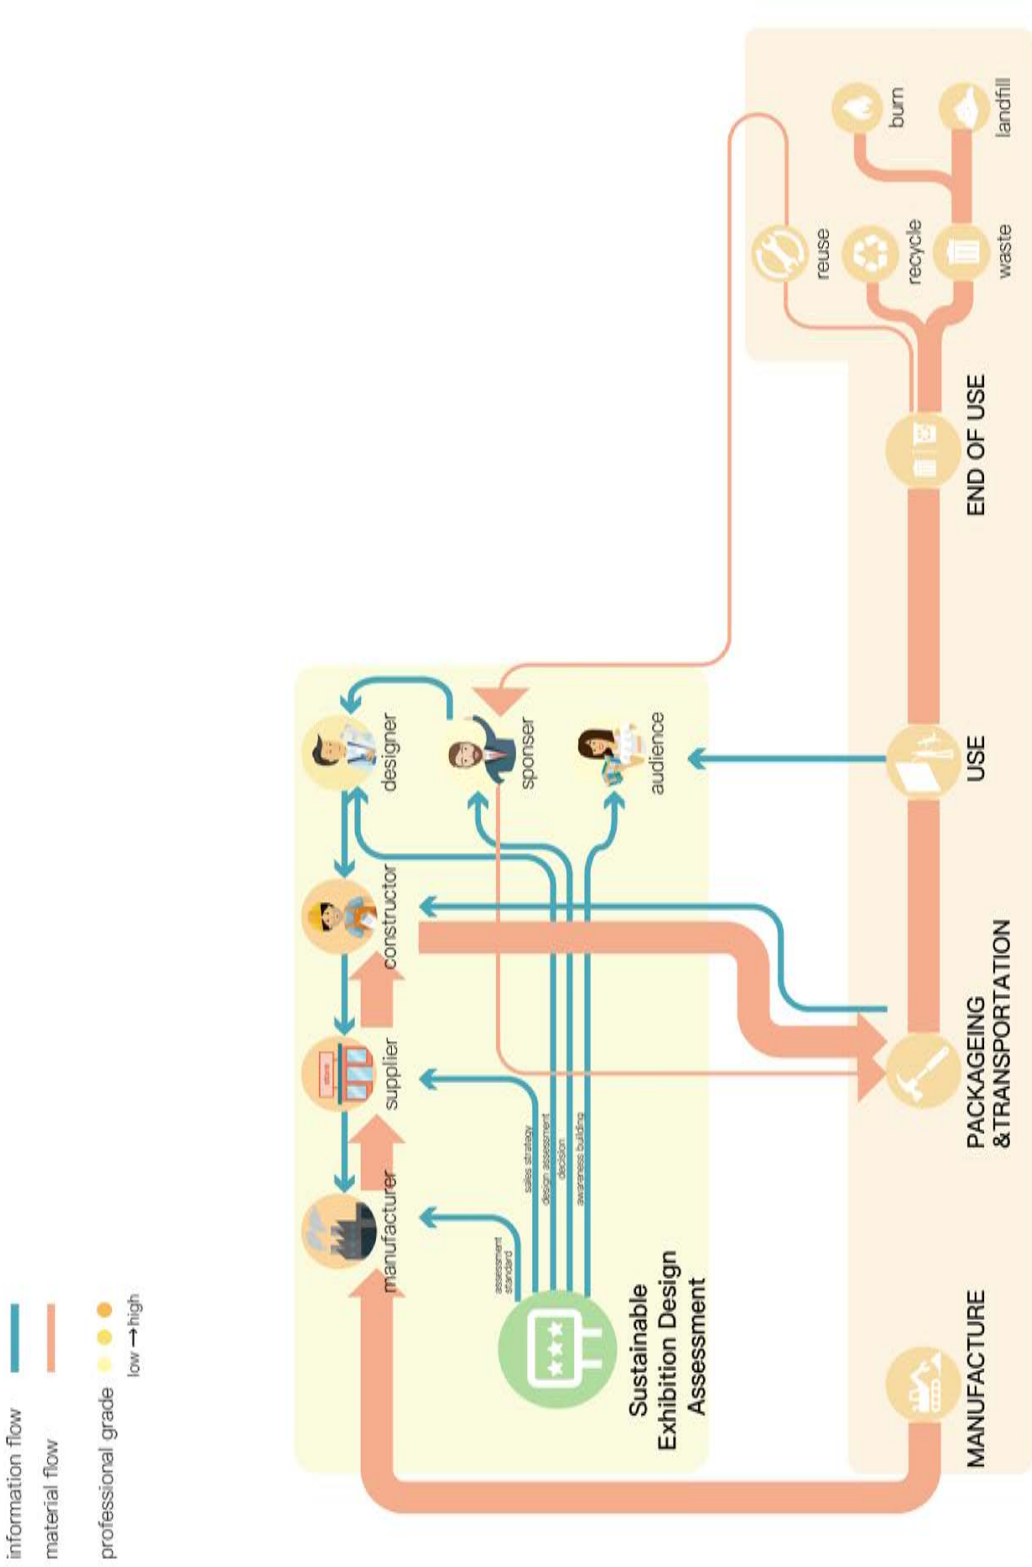 information flow
material flow
professional grade
low → high
designer
constructor
supplier
manufacturer
store
sponser
audience
assessment
standard
sales strategy
design assessment
decision
awareness building
Sustainable
Exhibition Design
Assessment
reuse
burn
recycle
landfill
waste
MANUFACTURE
PACKAGEING
&TRANSPORTATION
USE
END OF USE